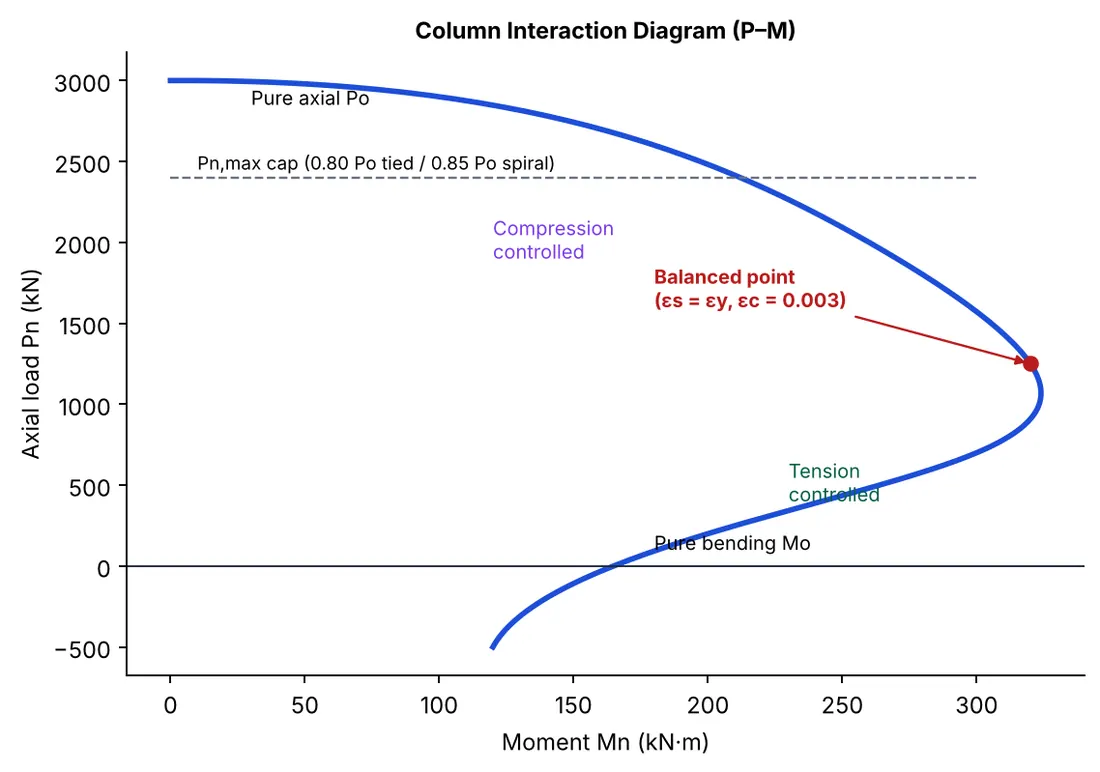 Column Interaction Diagram (P–M)
3000
Pure axial Po
2500
Pn,max cap (0.80 Po tied / 0.85 Po spiral)
Compression
controlled
2000
Balanced point
(εs = εy, εc = 0.003)
1500
Axial load Pn (kN)
1000
Tension
controlled
500
Pure bending Mo
0
−500
0 50 100 150 200 250 300
Moment Mn (kN·m)